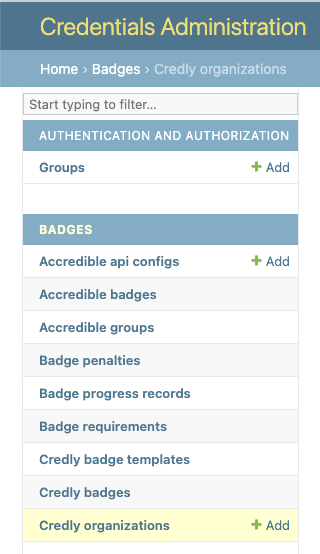 Credentials Administration
Home › Badges › Credly organizations
Start typing to filter...
AUTHENTICATION AND AUTHORIZATION
Groups + Add
BADGES
Accredible api configs + Add
Accredible badges
Accredible groups
Badge penalties
Badge progress records
Badge requirements
Credly badge templates
Credly badges
Credly organizations + Add